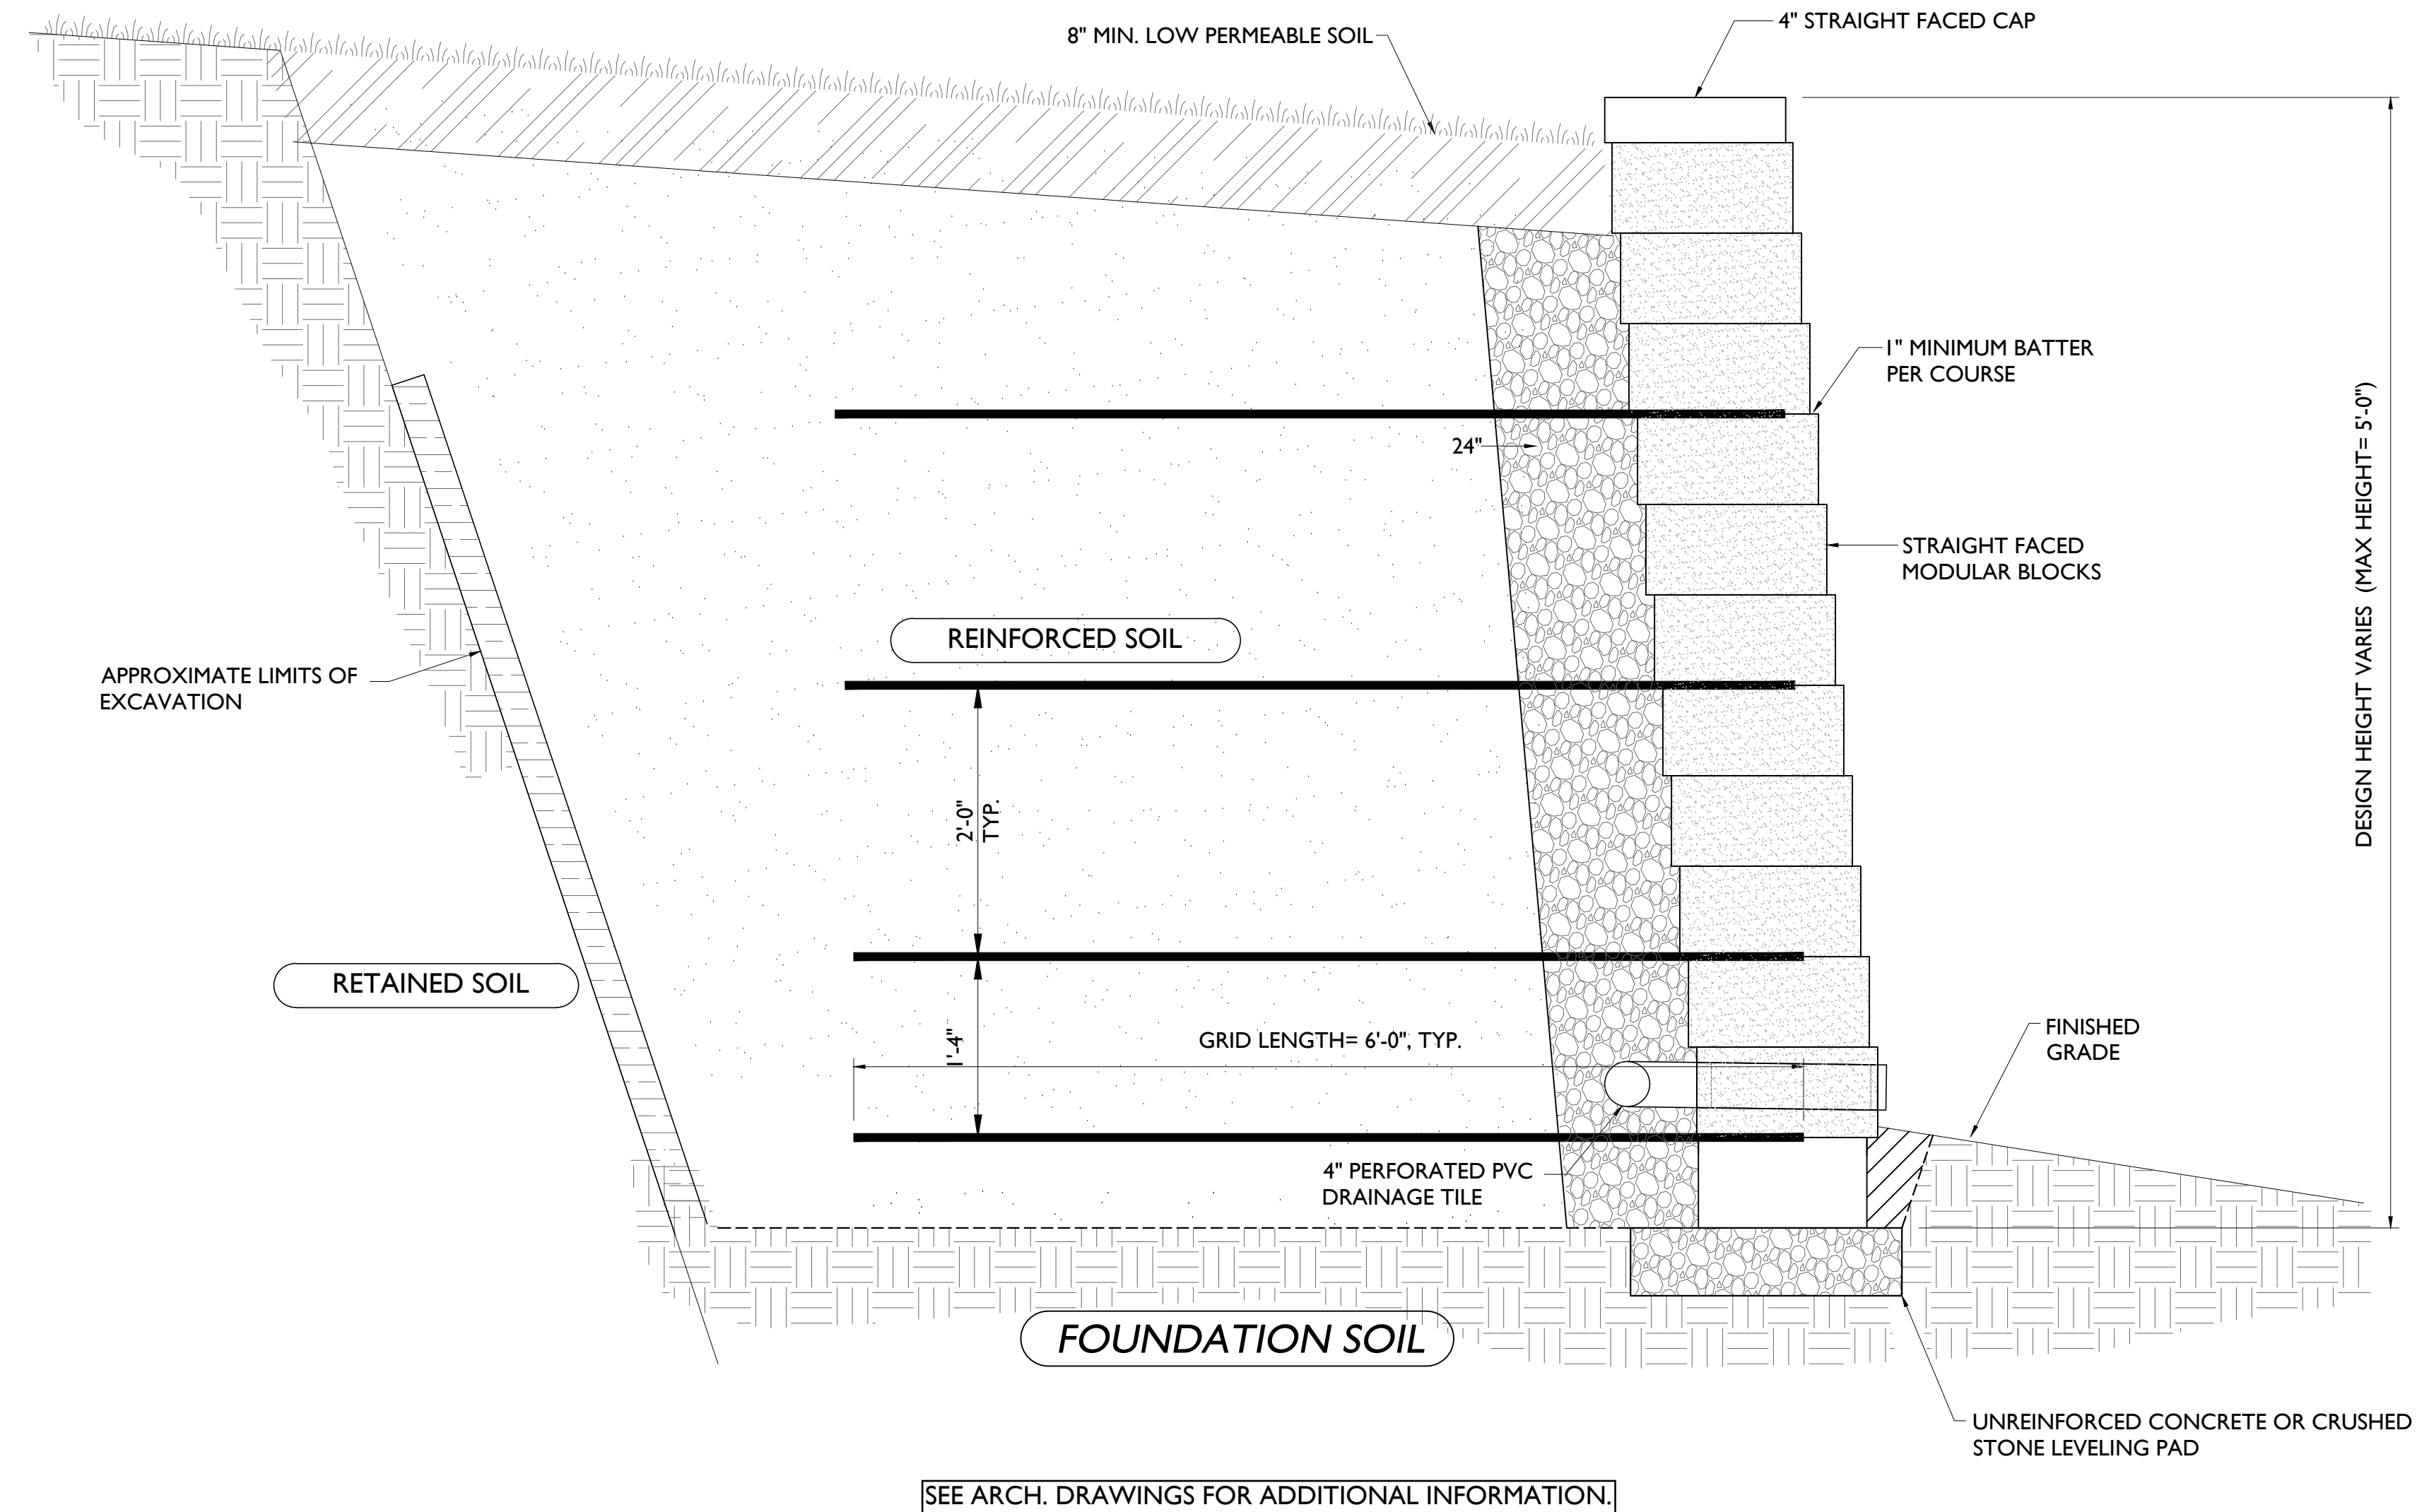 4" STRAIGHT FACED CAP
8" MIN. LOW PERMEABLE SOIL
1" MINIMUM BATTER
PER COURSE
DESIGN HEIGHT VARIES (MAX HEIGHT= 5'-0")
24"
STRAIGHT FACED
MODULAR BLOCKS
REINFORCED SOIL
APPROXIMATE LIMITS OF
EXCAVATION
2'-0"
TYP.
RETAINED SOIL
1'-4"
GRID LENGTH= 6'-0", TYP.
FINISHED
GRADE
4" PERFORATED PVC
DRAINAGE TILE
FOUNDATION SOIL
UNREINFORCED CONCRETE OR CRUSHED
STONE LEVELING PAD
SEE ARCH. DRAWINGS FOR ADDITIONAL INFORMATION.